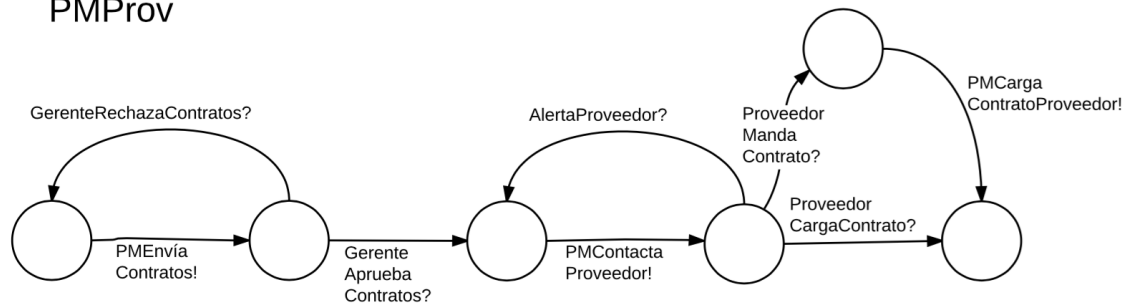 PMProv
GerenteRechazaContratos?
AlertaProveedor?
Proveedor
Manda
Contrato?
PMCarga
ContratoProveedor!
PMEnvía
Contratos!
Gerente
Aprueba
Contratos?
PMContacta
Proveedor!
Proveedor
CargaContrato?